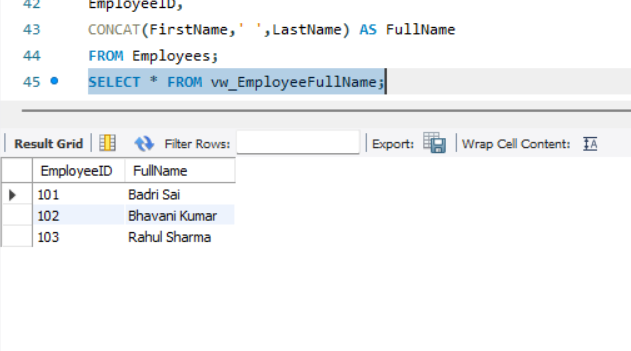 42 EmployeeID,
43 CONCAT(FirstName,' ',LastName) AS FullName
44 FROM Employees;
45 SELECT * FROM vw_EmployeeFullName;
Result Grid Filter Rows: Export: Wrap Cell Content: IA
EmployeeID FullName
101 Badri Sai
102 Bhavani Kumar
103 Rahul Sharma